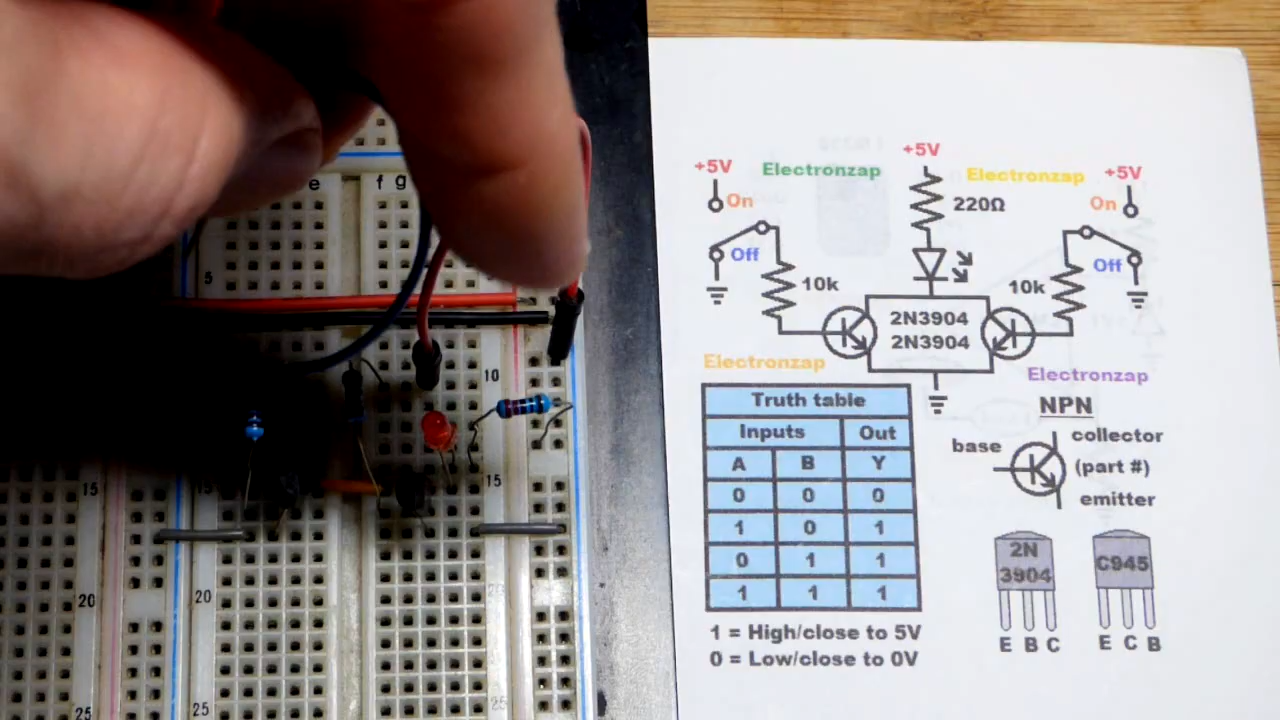 e f g
5
10
15 15 15
20 20
25 25 25
+5V
+5V Electronzap Electronzap +5V
On 220Ω On
Off Off
10k 10k
2N3904
2N3904
Electronzap Electronzap
Truth table
Inputs Out
A B Y
0 0 0
1 0 1
0 1 1
1 1 1
1 = High/close to 5V
0 = Low/close to 0V
NPN
base collector
(part #)
emitter
2N C945
3904
E B C E C B